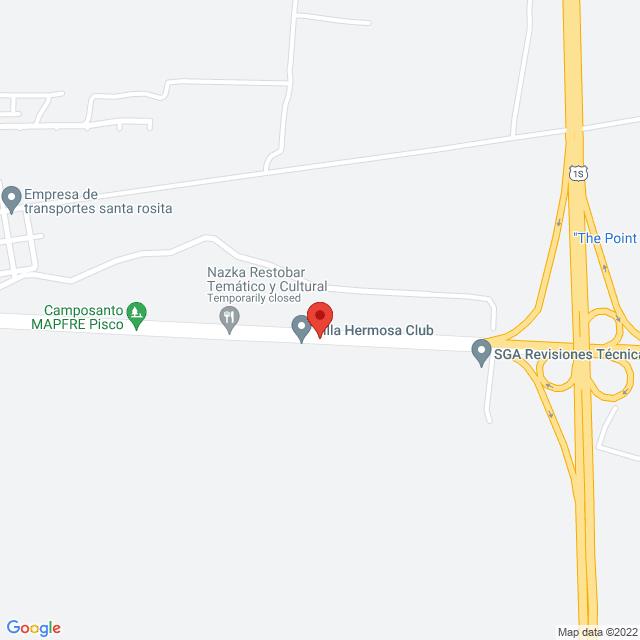 1S
Empresa de
transportes santa rosita
"The Point
Nazka Restobar
Temático y Cultural
Temporarily closed
Camposanto
MAPFRE Pisco
illa Hermosa Club
SGA Revisiones Técnica
Google
Map data ©2022